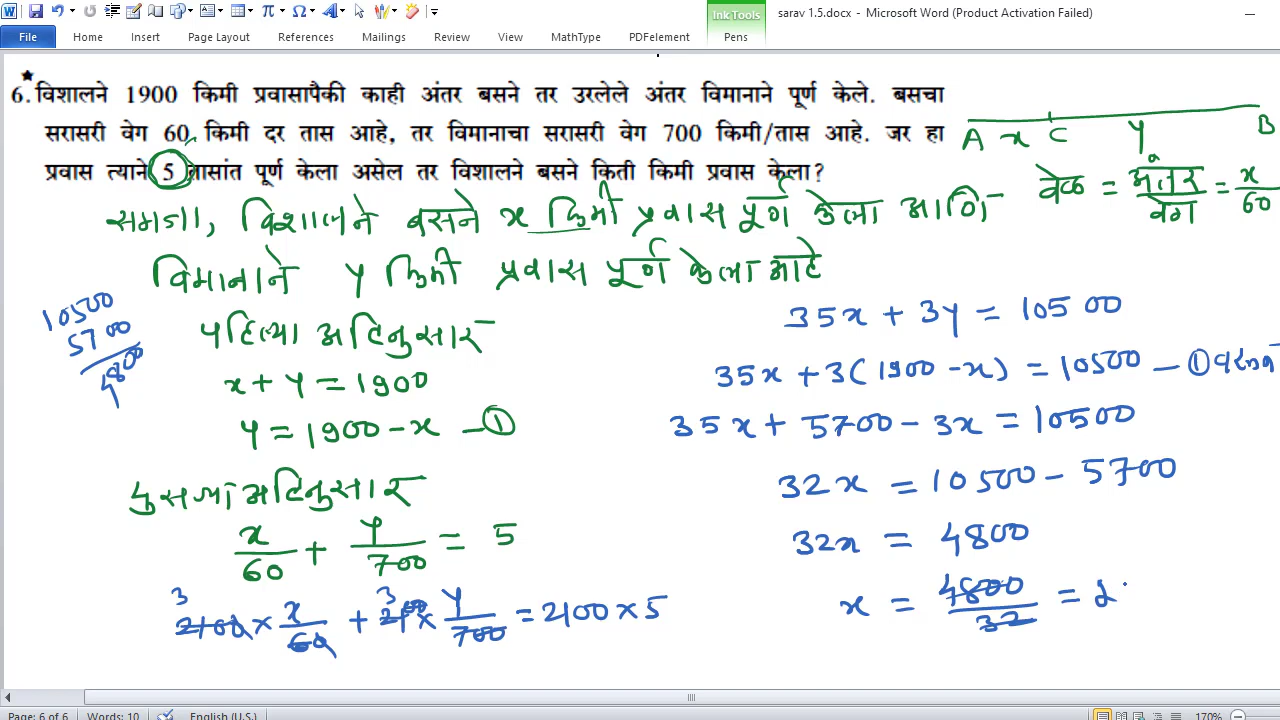 sarav 1.5.docx - Microsoft Word (Product Activation Failed)
Ink Tools
File Home Insert Page Layout References Mailings Review View MathType PDFelement Pens
6. विशालने 1900 किमी प्रवासापैकी काही अंतर बसने तर उरलेले अंतर विमानाने पूर्ण केले. बसचा
सरासरी वेग 60 किमी दर तास आहे, तर विमानाचा सरासरी वेग 700 किमी/तास आहे. जर हा
प्रवास त्याने 5 तासांत पूर्ण केला असेल तर विशालने बसने किती किमी प्रवास केला?
A x C y B
वेळ = अंतर/वेग = x/60
समजा, विशालने बसने x किमी प्रवास पूर्ण केला आणि
विमानाने y किमी प्रवास पूर्ण केला आहे
पहिल्या अटिनुसार
x + y = 1900
y = 1900 - x - ①
दुसऱ्या अटिनुसार
x/60 + y/700 = 5
3 3
2100 × x/60 + 2100 × y/700 = 2100 × 5
10500
5700
4800
35x + 3y = 10500
35x + 3(1900 - x) = 10500 - ① वरून
35x + 5700 - 3x = 10500
32x = 10500 - 5700
32x = 4800
x = 4800/32 =
Page: 6 of 6 Words: 10 English (U.S.) 170%